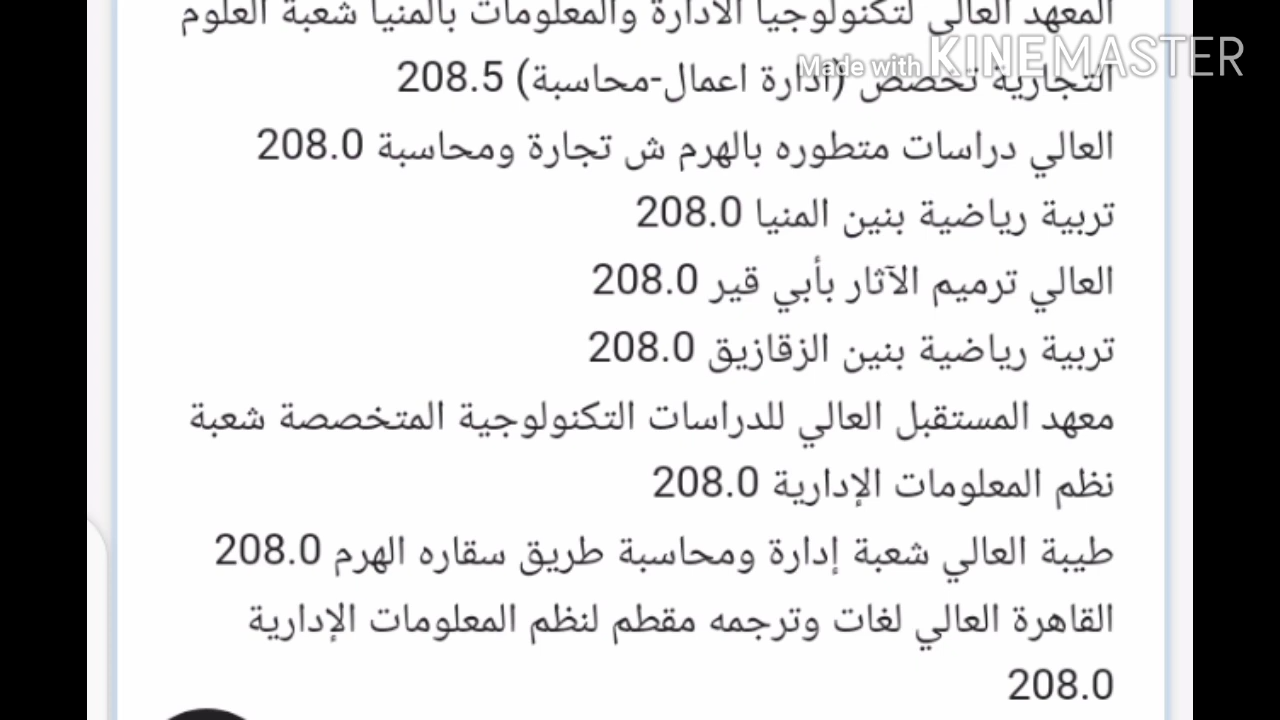 المعهد العالى لتكنولوجيا الادارة والمعلومات بالمنيا شعبة العلوم
Made with KINEMASTER
التجارية تخصص (ادارة اعمال-محاسبة) 208.5
العالي دراسات متطوره بالهرم ش تجارة ومحاسبة 208.0
تربية رياضية بنين المنيا 208.0
العالي ترميم الآثار بأبي قير 208.0
تربية رياضية بنين الزقازيق 208.0
معهد المستقبل العالي للدراسات التكنولوجية المتخصصة شعبة
نظم المعلومات الإدارية 208.0
طيبة العالي شعبة إدارة ومحاسبة طريق سقاره الهرم 208.0
القاهرة العالي لغات وترجمه مقطم لنظم المعلومات الإدارية
208.0